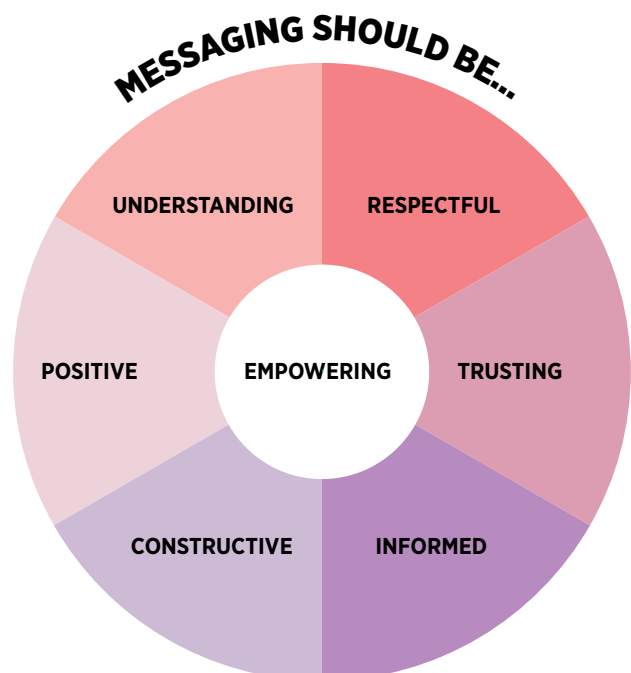 MESSAGING SHOULD BE...
UNDERSTANDING
RESPECTFUL
POSITIVE
EMPOWERING
TRUSTING
CONSTRUCTIVE
INFORMED